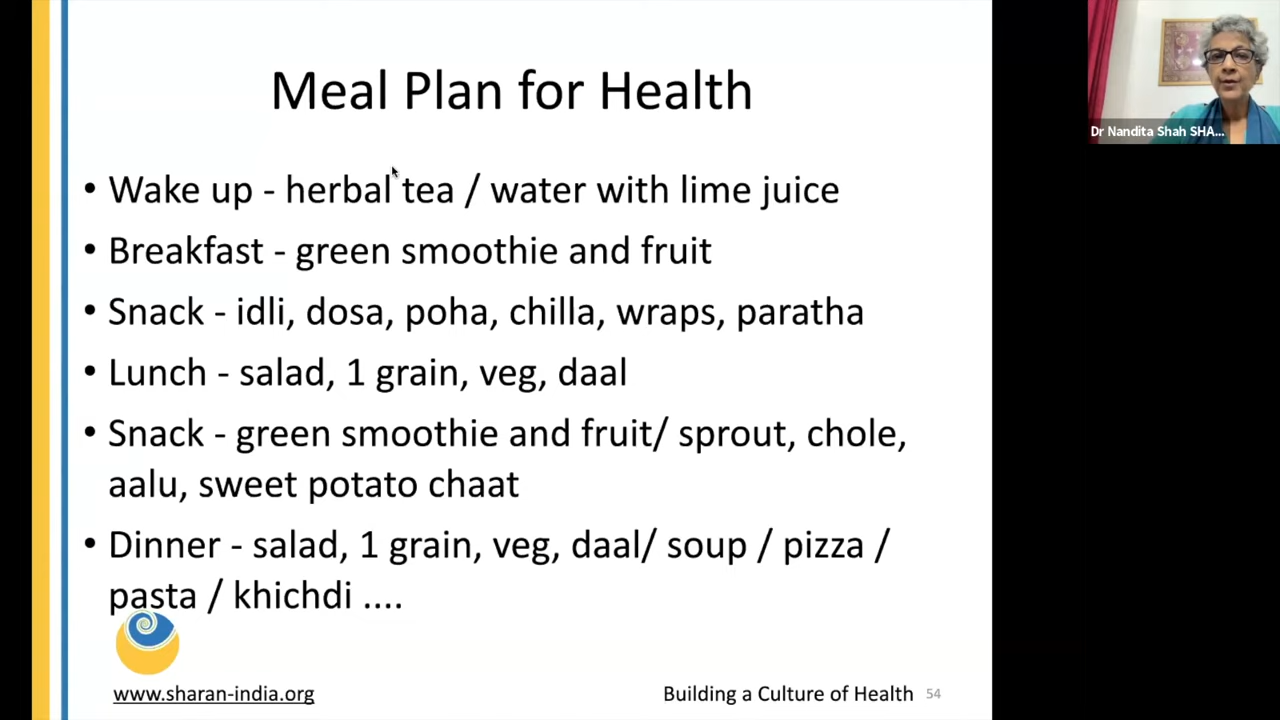 Meal Plan for Health
• Wake up - herbal tea / water with lime juice
• Breakfast - green smoothie and fruit
• Snack - idli, dosa, poha, chilla, wraps, paratha
• Lunch - salad, 1 grain, veg, daal
• Snack - green smoothie and fruit/ sprout, chole,
aalu, sweet potato chaat
• Dinner - salad, 1 grain, veg, daal/ soup / pizza /
pasta / khichdi ....
www.sharan-india.org
Building a Culture of Health 54
Dr Nandita Shah SHA...